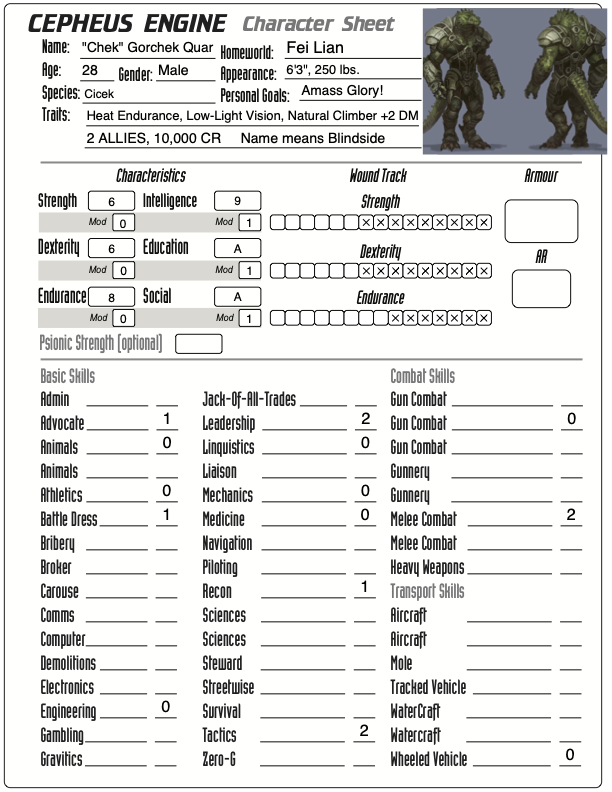 CEPHEUS ENGINE Character Sheet
Name: "Chek" Gorchek Quar Homeworld: Fei Lian
Age: 28 Gender: Male Appearance: 6'3", 250 lbs.
Species: Cicek Personal Goals: Amass Glory!
Traits: Heat Endurance, Low-Light Vision, Natural Climber +2 DM
2 ALLIES, 10,000 CR Name means Blindside
Characteristics Wound Track Armour
Strength 6 Intelligence 9 Strength
Mod 0 Mod 1 ×××××××××
Dexterity 6 Education A Dexterity AR
Mod 0 Mod 1 ×××××××××
Endurance 8 Social A Endurance
Mod 0 Mod 1 ×××××××
Psionic Strength (optional)
Basic Skills Combat Skills
Admin Jack-Of-All-Trades Gun Combat
Advocate 1 Leadership 2 Gun Combat 0
Animals 0 Linguistics 0 Gun Combat
Animals Liaison Gunnery
Athletics 0 Mechanics 0 Gunnery
Battle Dress 1 Medicine 0 Melee Combat 2
Bribery Navigation Melee Combat
Broker Piloting Heavy Weapons
Carouse Recon 1 Transport Skills
Comms Sciences Aircraft
Computer Sciences Aircraft
Demolitions Steward Mole
Electronics Streetwise Tracked Vehicle
Engineering 0 Survival WaterCraft
Gambling Tactics 2 Watercraft
Gravitics Zero-G Wheeled Vehicle 0